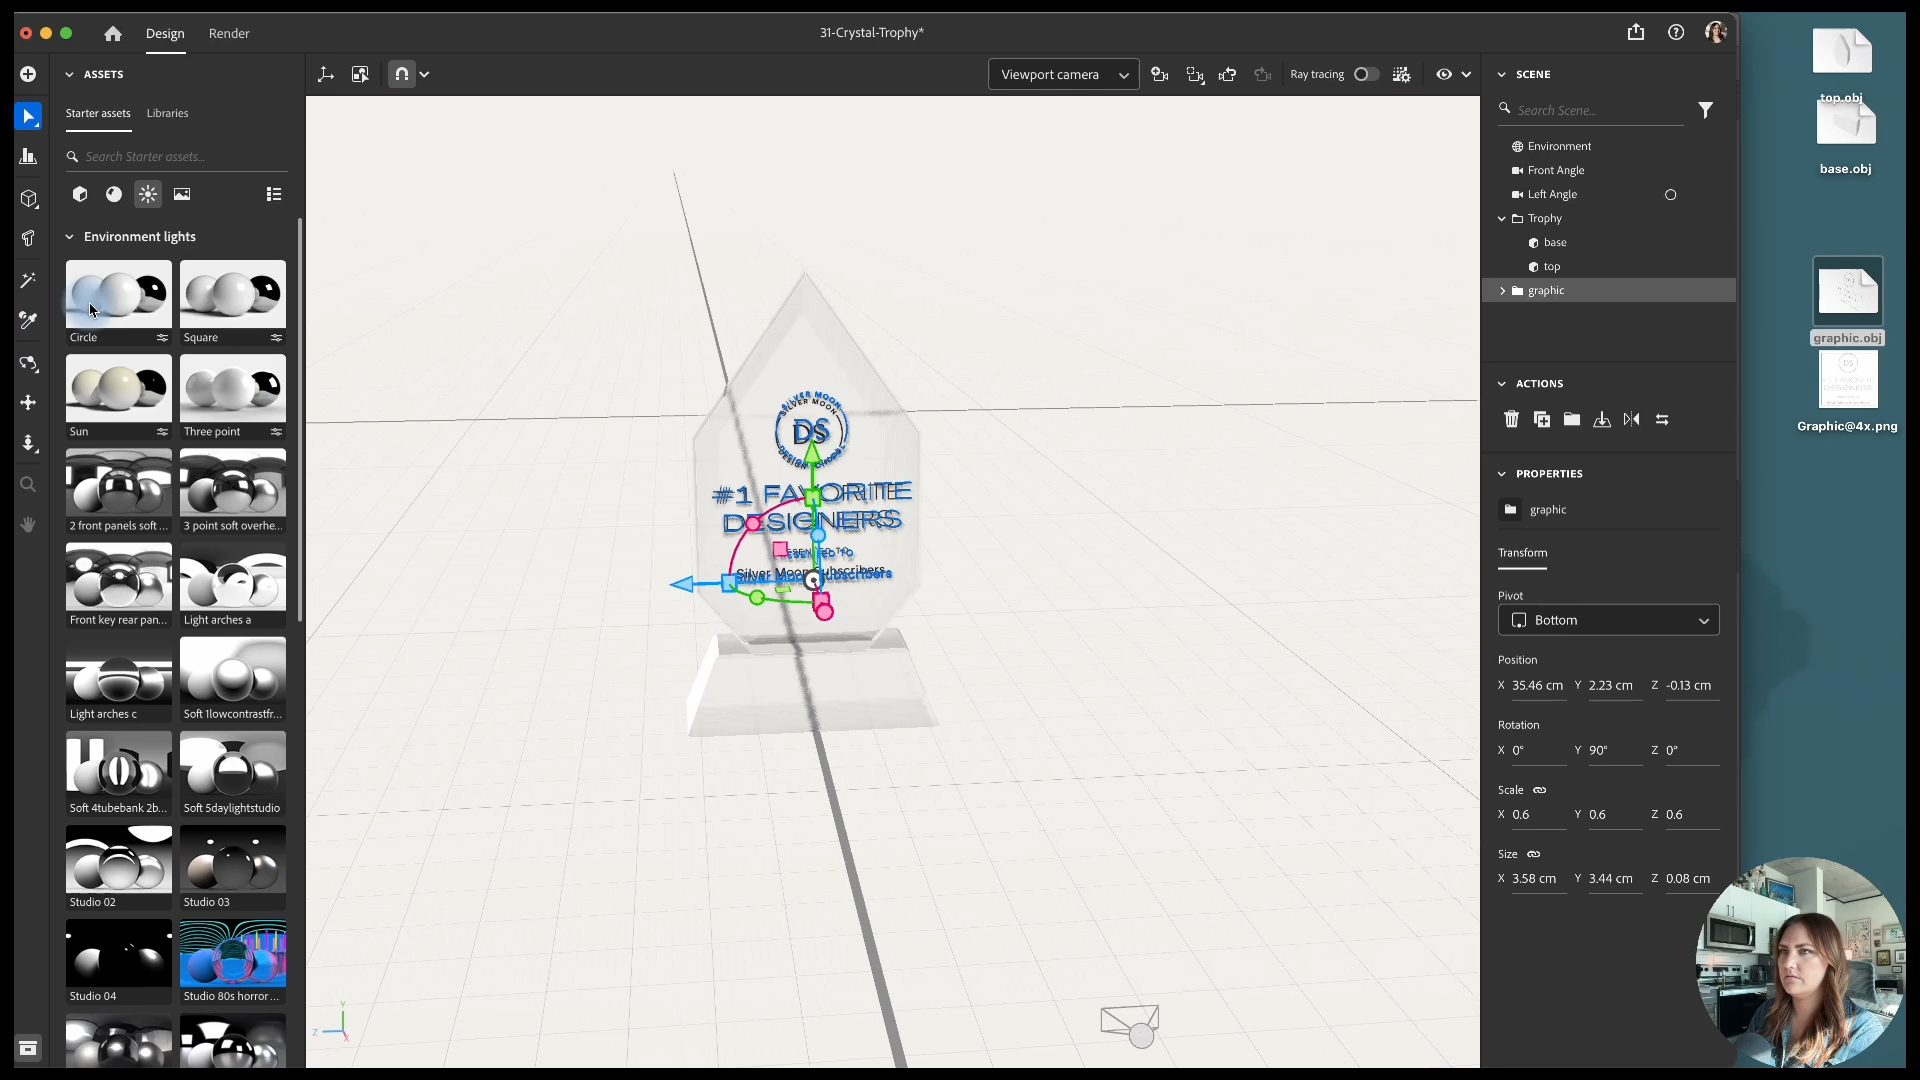 Design
Render
31-Crystal-Trophy*
ASSETS
Starter assets
Libraries
Search Starter assets...
Environment lights
Circle
Square
Sun
Three point
2 front panels soft ...
3 point soft overhe...
Front key rear pan...
Light arches a
Light arches c
Soft 1lowcontrastfr...
Soft 4tubebank 2b...
Soft 5daylightstudio
Studio 02
Studio 03
Studio 04
Studio 80s horror ...
Viewport camera
Ray tracing
SILVER MOON
DS
#1 FAVORITE
DESIGNERS
Silver Moon Subscribers
Y
Z
X
SCENE
Search Scene...
Environment
Front Angle
Left Angle
Trophy
base
top
graphic
ACTIONS
PROPERTIES
graphic
Transform
Pivot
Bottom
Position
X 35.46 cm Y 2.23 cm Z -0.13 cm
Rotation
X 0° Y 90° Z 0°
Scale
X 0.6 Y 0.6 Z 0.6
Size
X 3.58 cm Y 3.44 cm Z 0.08 cm
top.obj
base.obj
graphic.obj
Graphic@4x.png